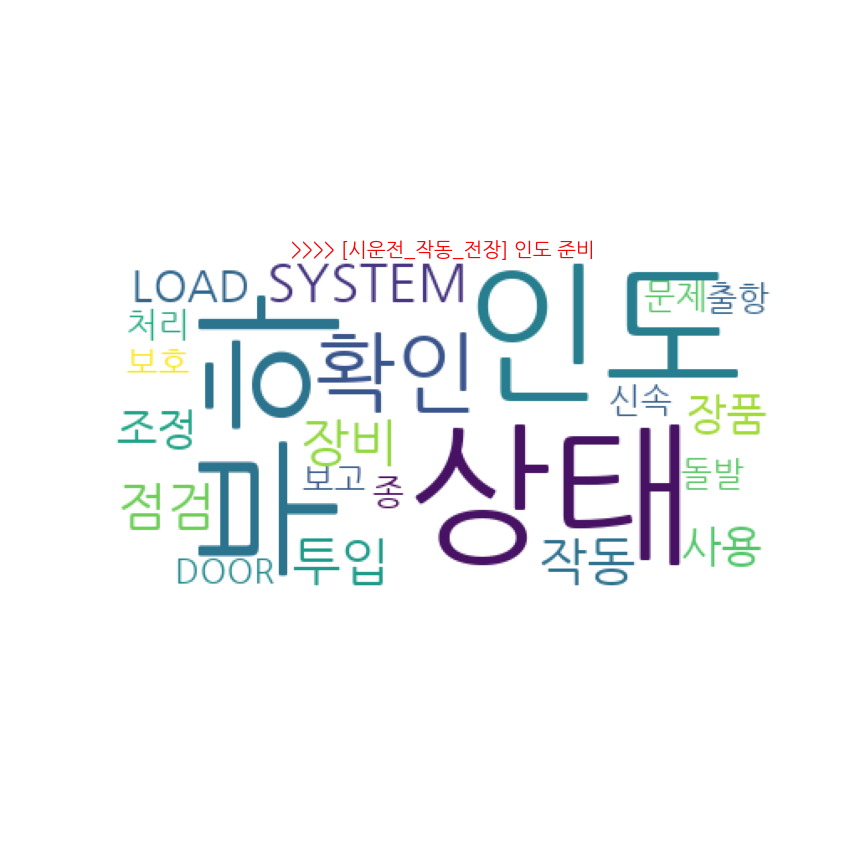 >>>> [시운전_작동_전장] 인도 준비
LOAD SYSTEM 인도 문제 출항
처리 부하 확인
보호 신속
조정 장비 상태 장품
점검 보고 종 돌발
DOOR 투입 작동 사용